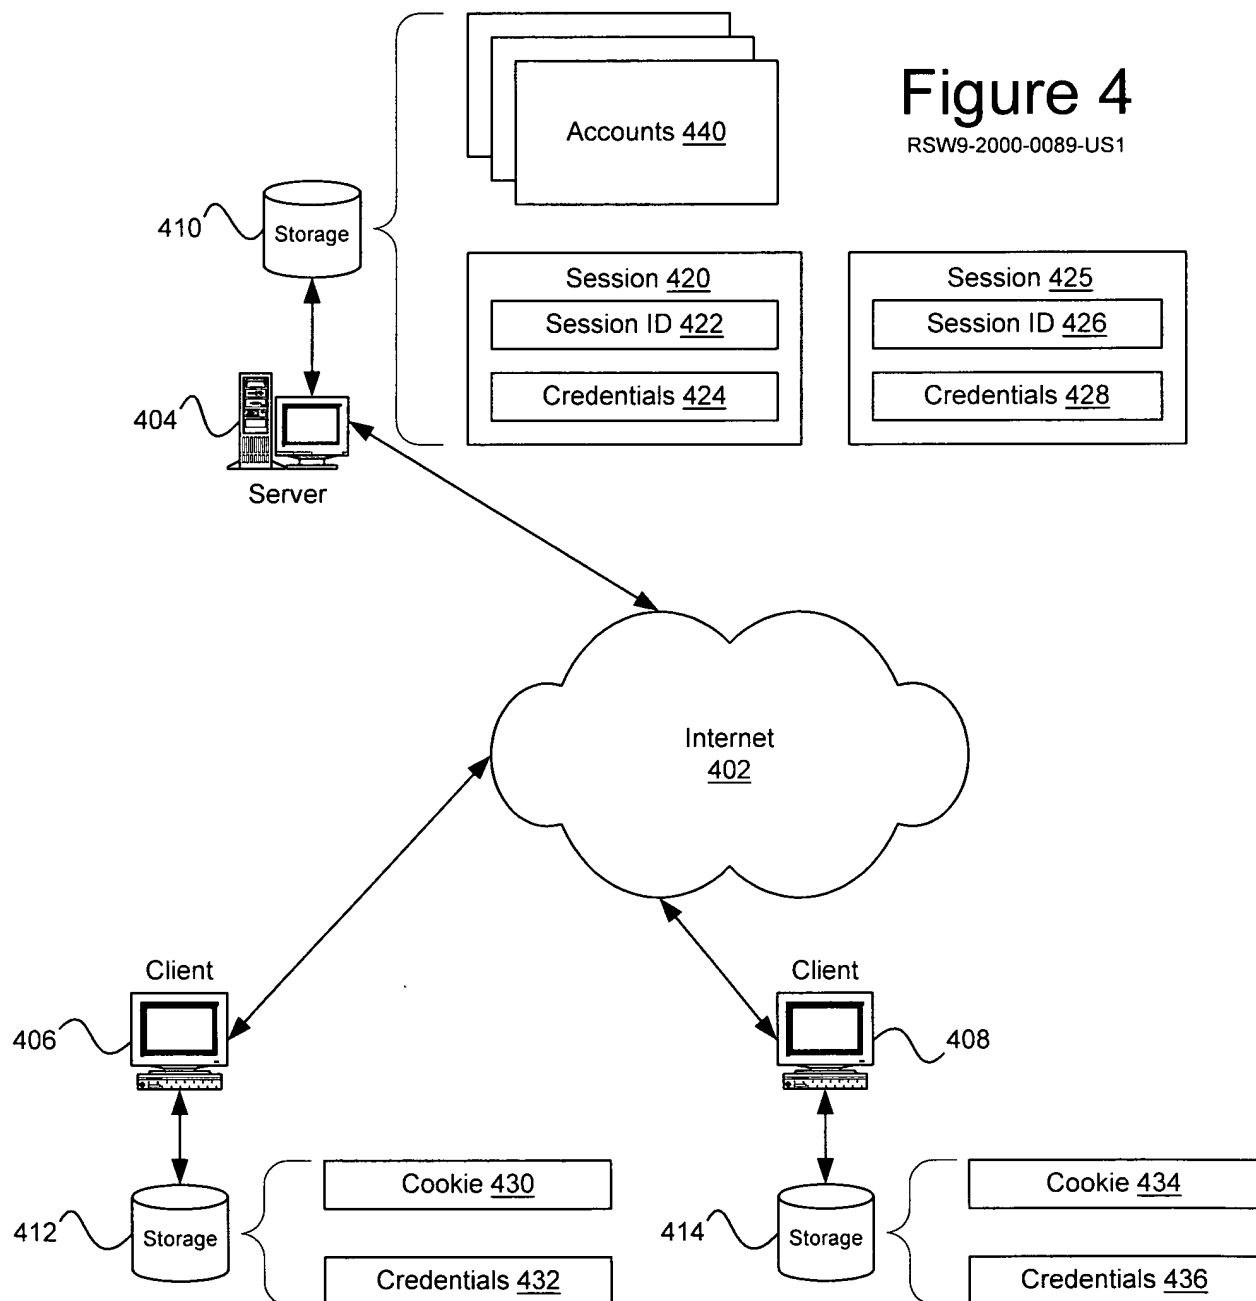 Figure 4
RSW9-2000-0089-US1
Accounts 440
410
Storage
Session 420
Session ID 422
Credentials 424
Session 425
Session ID 426
Credentials 428
404
Server
Internet
402
Client
406
Client
408
412
Storage
Cookie 430
Credentials 432
414
Storage
Cookie 434
Credentials 436